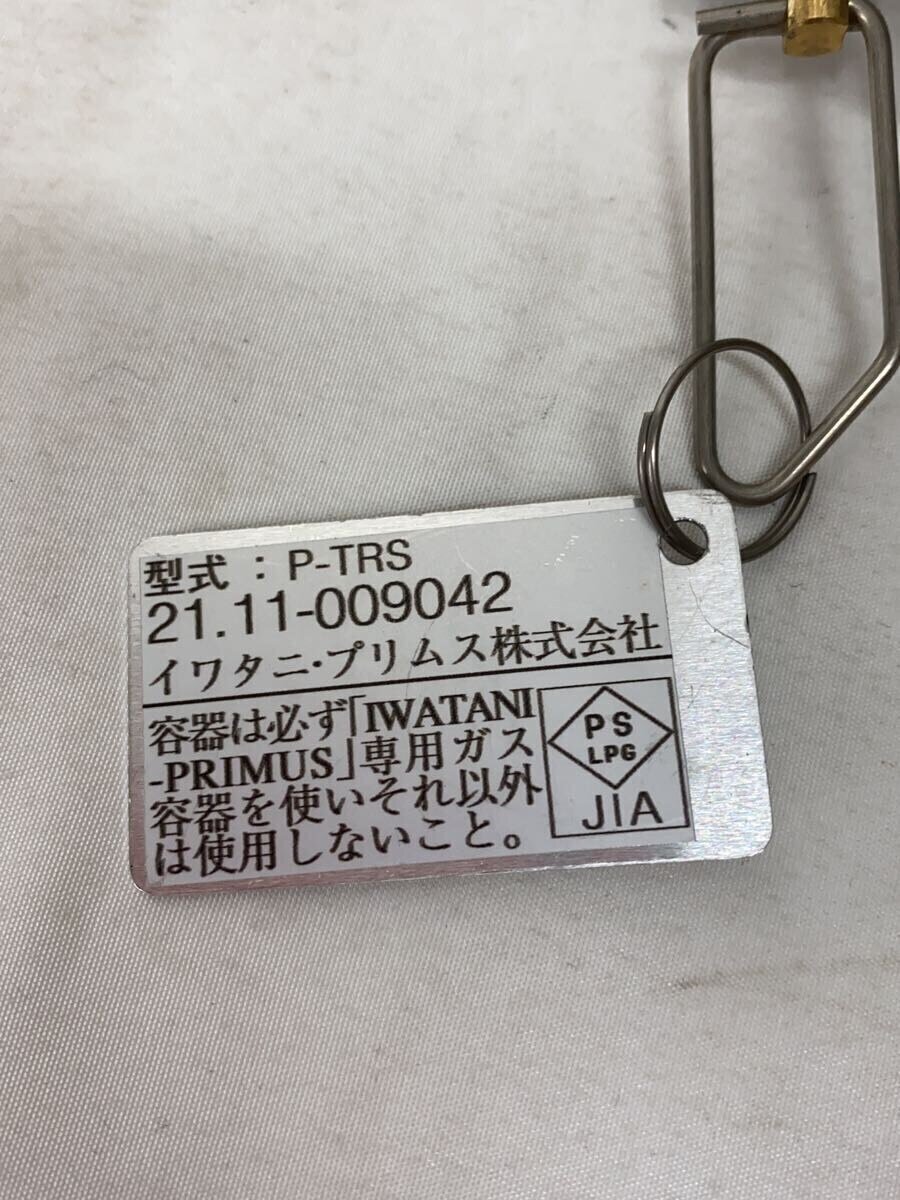 型式 : P-TRS
21.11-009042
イワタニ・プリムス株式会社
容器は必ず「IWATANI
-PRIMUS」専用ガス
容器を使いそれ以外
は使用しないこと。
PS
LPG
JIA